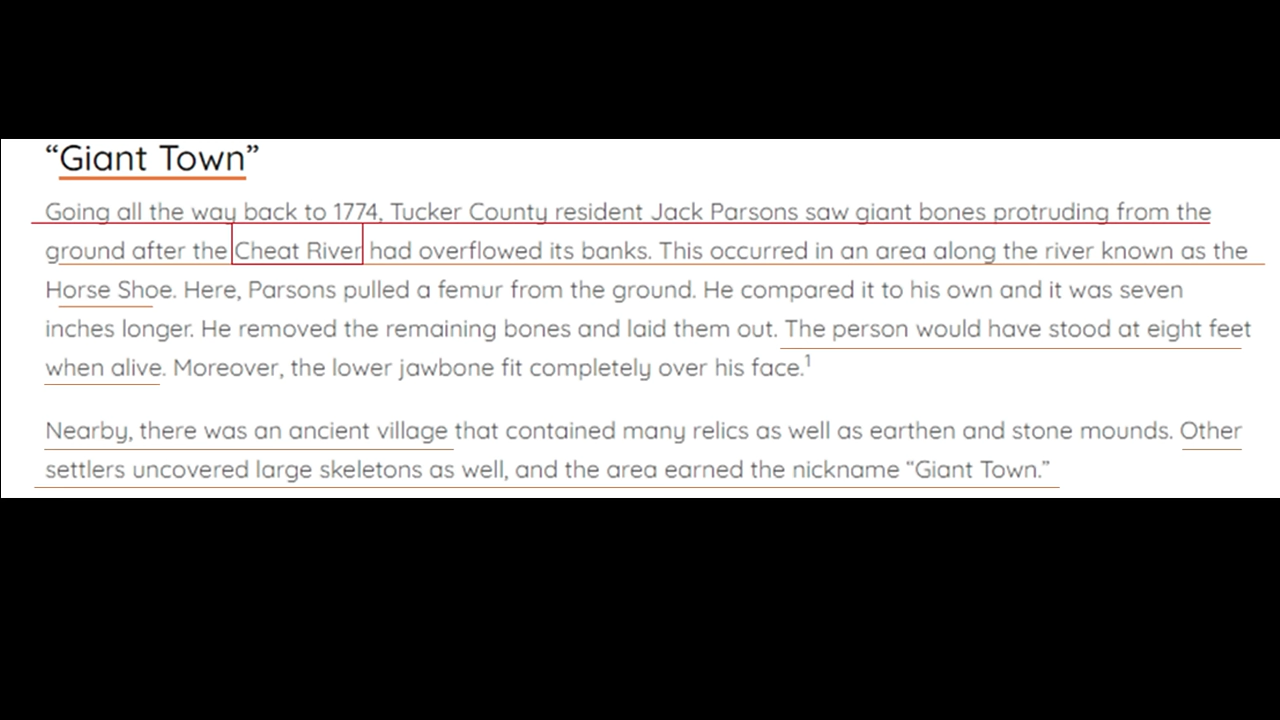 “Giant Town”
Going all the way back to 1774, Tucker County resident Jack Parsons saw giant bones protruding from the
ground after the Cheat River had overflowed its banks. This occurred in an area along the river known as the
Horse Shoe. Here, Parsons pulled a femur from the ground. He compared it to his own and it was seven
inches longer. He removed the remaining bones and laid them out. The person would have stood at eight feet
when alive. Moreover, the lower jawbone fit completely over his face.¹
Nearby, there was an ancient village that contained many relics as well as earthen and stone mounds. Other
settlers uncovered large skeletons as well, and the area earned the nickname “Giant Town.”